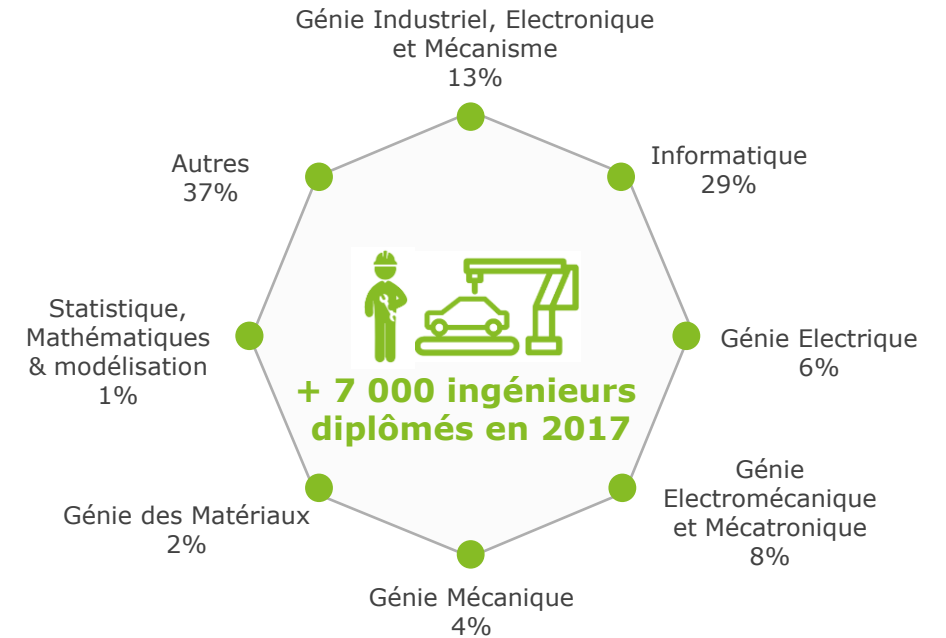 Génie Industriel, Electronique
et Mécanisme
13%
Informatique
29%
Autres
37%
Statistique,
Mathématiques
& modélisation
1%
Génie Electrique
6%
+ 7 000 ingénieurs
diplômés en 2017
Génie
Electromécanique
et Mécatronique
8%
Génie des Matériaux
2%
Génie Mécanique
4%